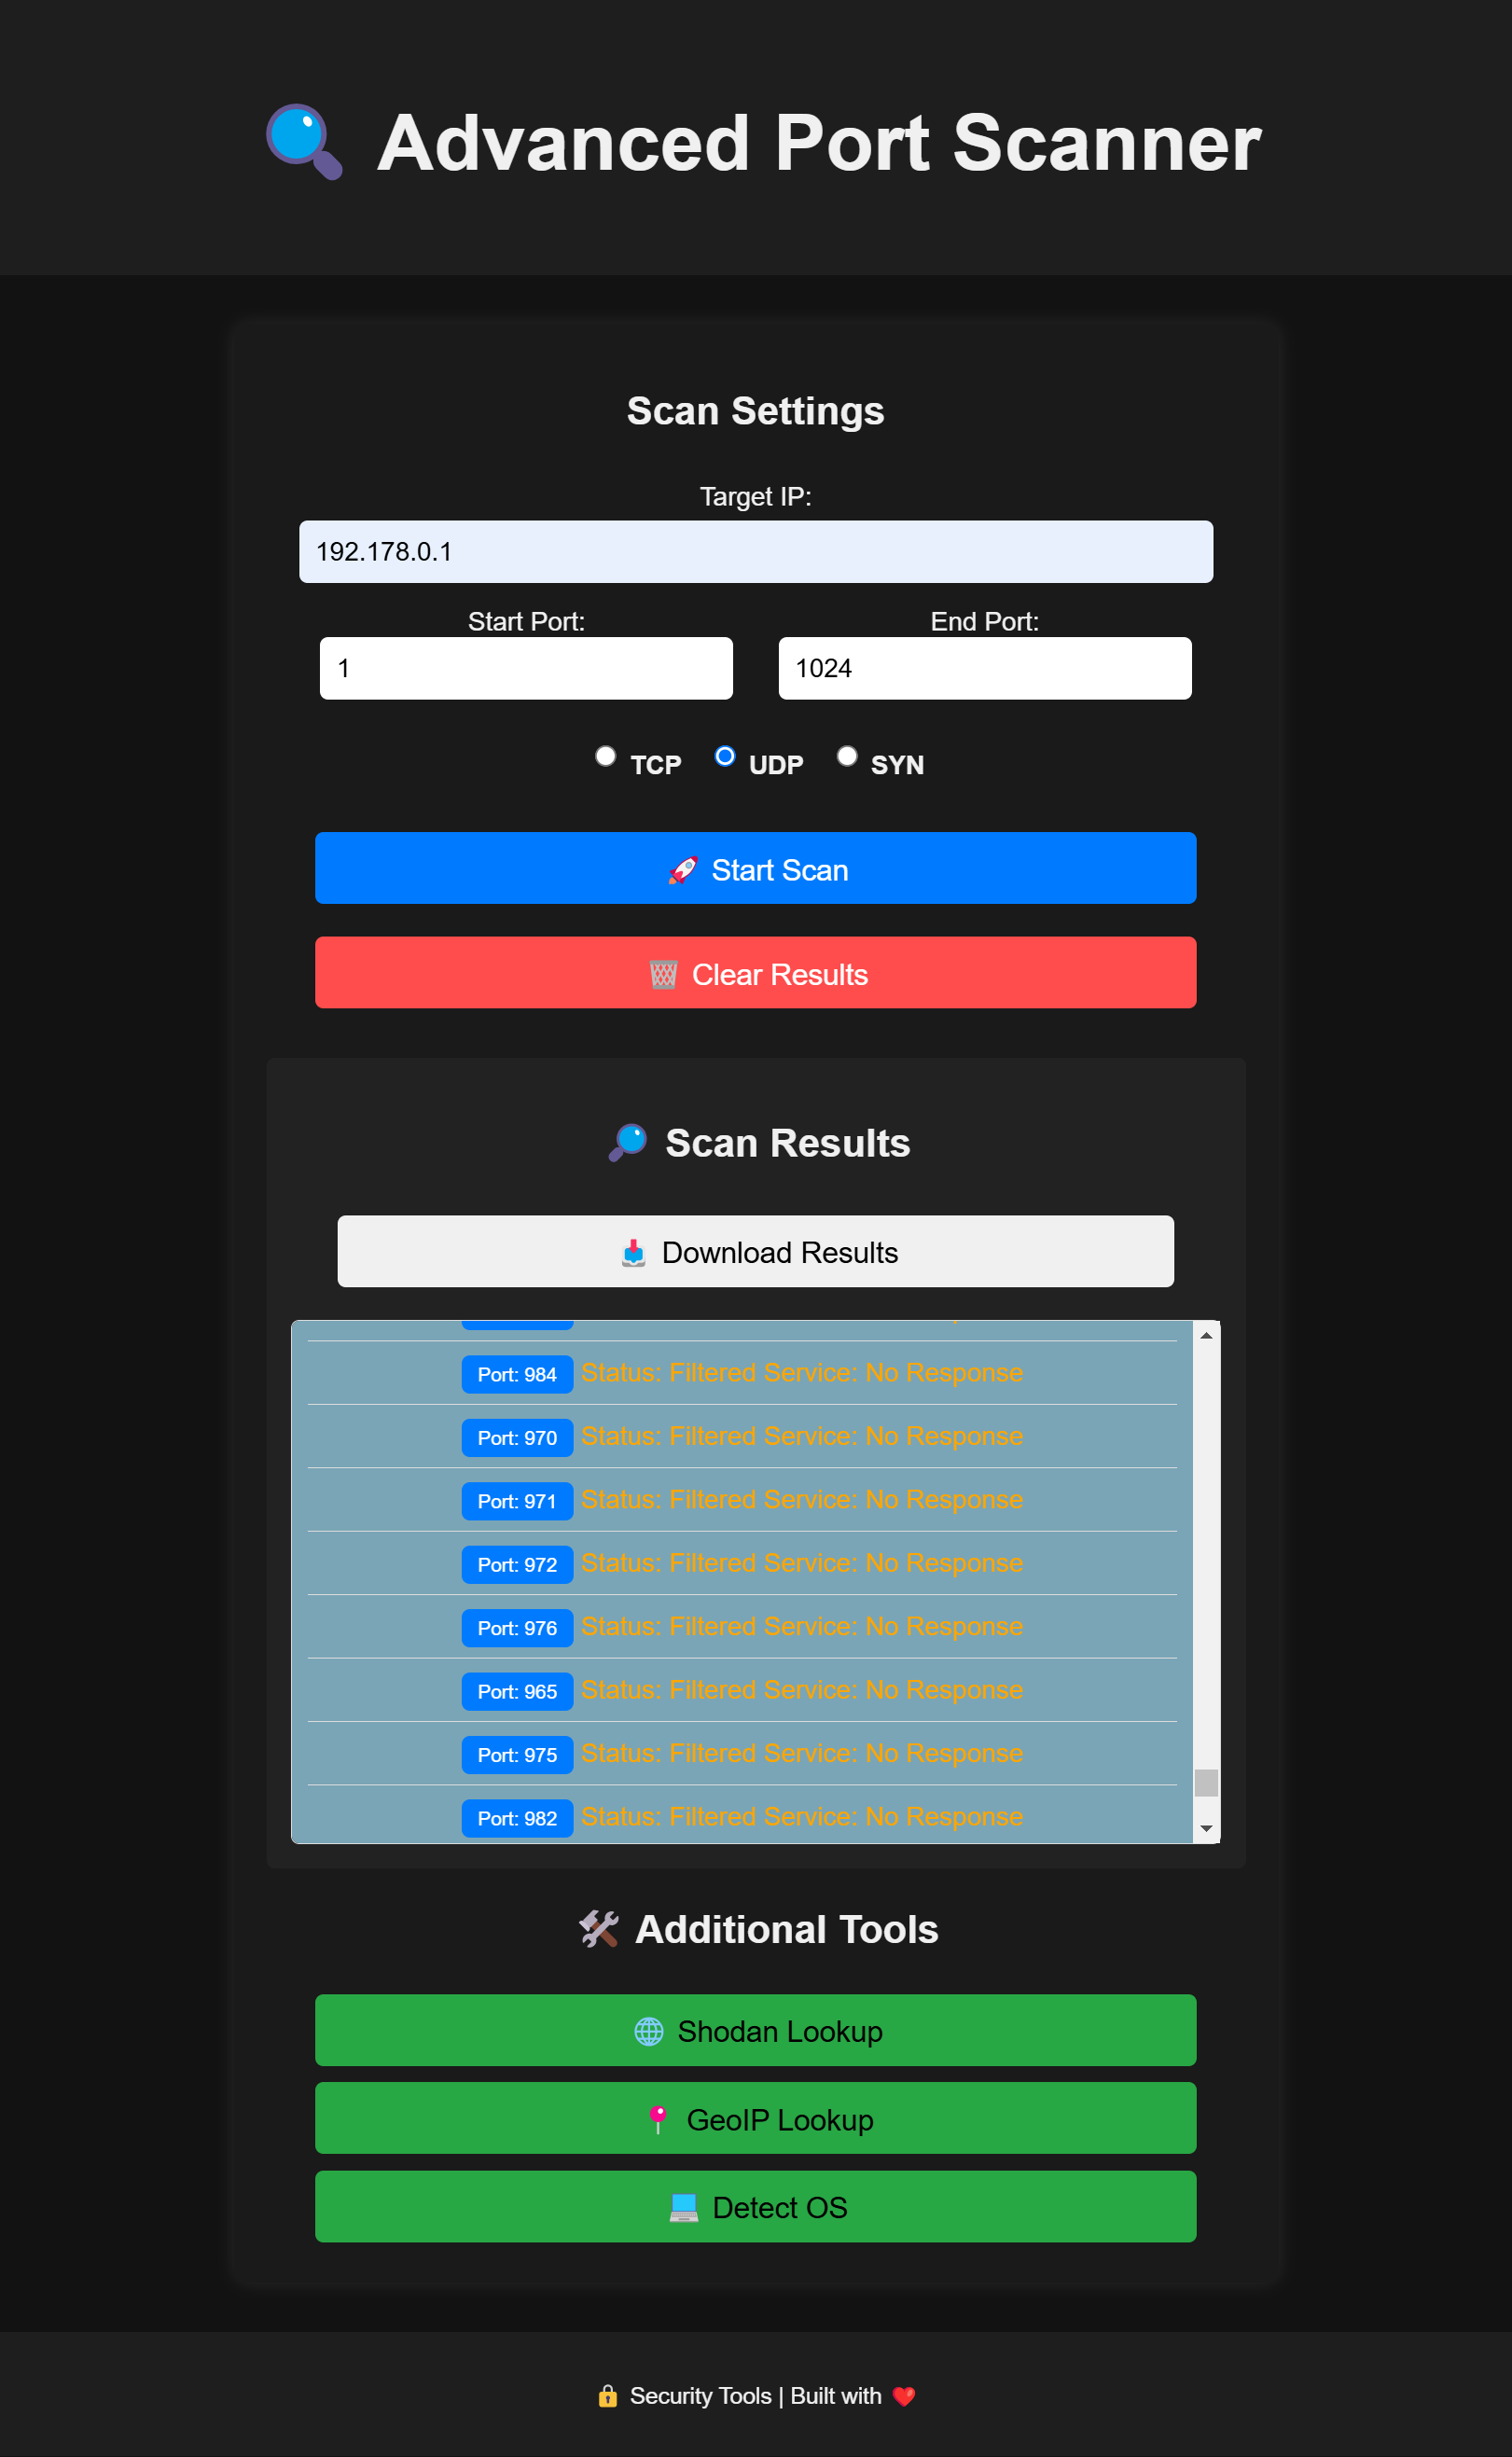 Advanced Port Scanner
Scan Settings
Target IP:
192.178.0.1
Start Port: End Port:
1 1024
TCP UDP SYN
Start Scan
Clear Results
Scan Results
Download Results
Port: 984 Status: Filtered Service: No Response
Port: 970 Status: Filtered Service: No Response
Port: 971 Status: Filtered Service: No Response
Port: 972 Status: Filtered Service: No Response
Port: 976 Status: Filtered Service: No Response
Port: 965 Status: Filtered Service: No Response
Port: 975 Status: Filtered Service: No Response
Port: 982 Status: Filtered Service: No Response
Additional Tools
Shodan Lookup
GeoIP Lookup
Detect OS
Security Tools | Built with